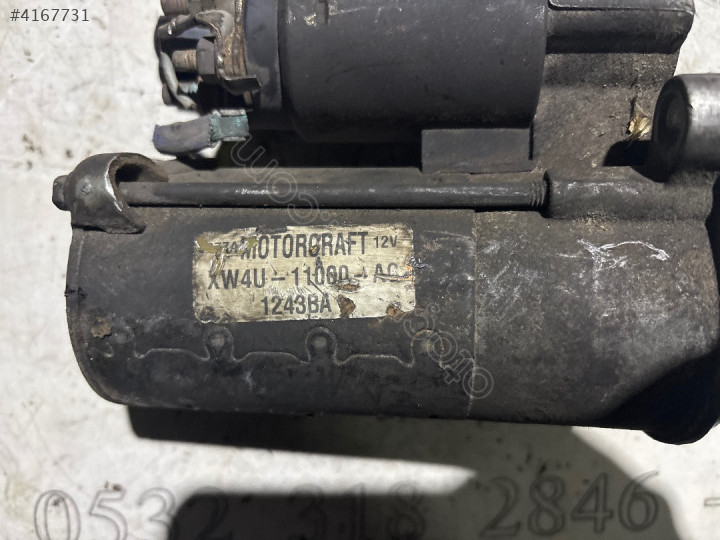 #4167731
MOTORCRAFT 12V
XW4U-11000-AC
1243BA
0532 318 2846 -